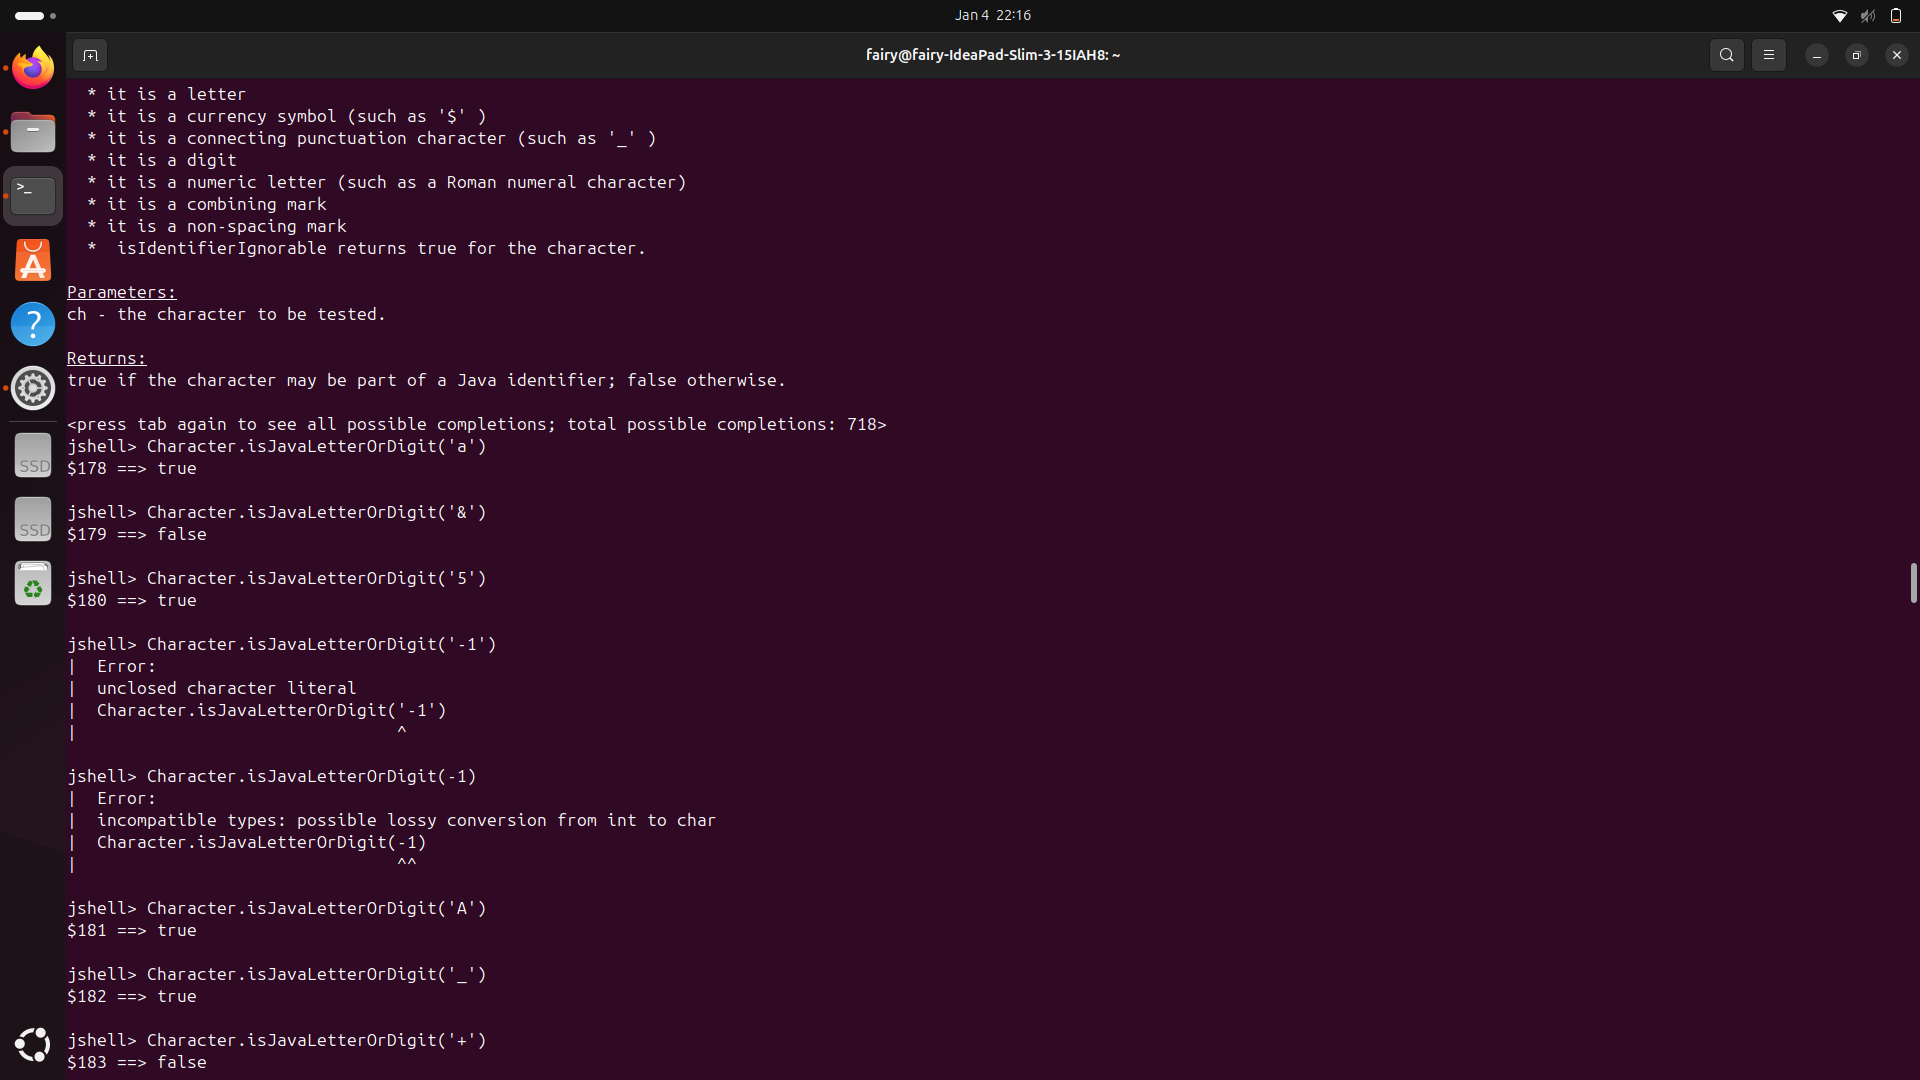 Jan 4 22:16
fairy@fairy-IdeaPad-Slim-3-15IAH8: ~
* it is a letter
* it is a currency symbol (such as '$' )
* it is a connecting punctuation character (such as '_' )
* it is a digit
* it is a numeric letter (such as a Roman numeral character)
* it is a combining mark
* it is a non-spacing mark
*  isIdentifierIgnorable returns true for the character.
Parameters:
ch - the character to be tested.
Returns:
true if the character may be part of a Java identifier; false otherwise.
<press tab again to see all possible completions; total possible completions: 718>
jshell> Character.isJavaLetterOrDigit('a')
$178 ==> true
jshell> Character.isJavaLetterOrDigit('&')
$179 ==> false
jshell> Character.isJavaLetterOrDigit('5')
$180 ==> true
jshell> Character.isJavaLetterOrDigit('-1')
|  Error:
|  unclosed character literal
|  Character.isJavaLetterOrDigit('-1')
|                                ^
jshell> Character.isJavaLetterOrDigit(-1)
|  Error:
|  incompatible types: possible lossy conversion from int to char
|  Character.isJavaLetterOrDigit(-1)
|                                ^^
jshell> Character.isJavaLetterOrDigit('A')
$181 ==> true
jshell> Character.isJavaLetterOrDigit('_')
$182 ==> true
jshell> Character.isJavaLetterOrDigit('+')
$183 ==> false
>_
A
?
SSD
SSD